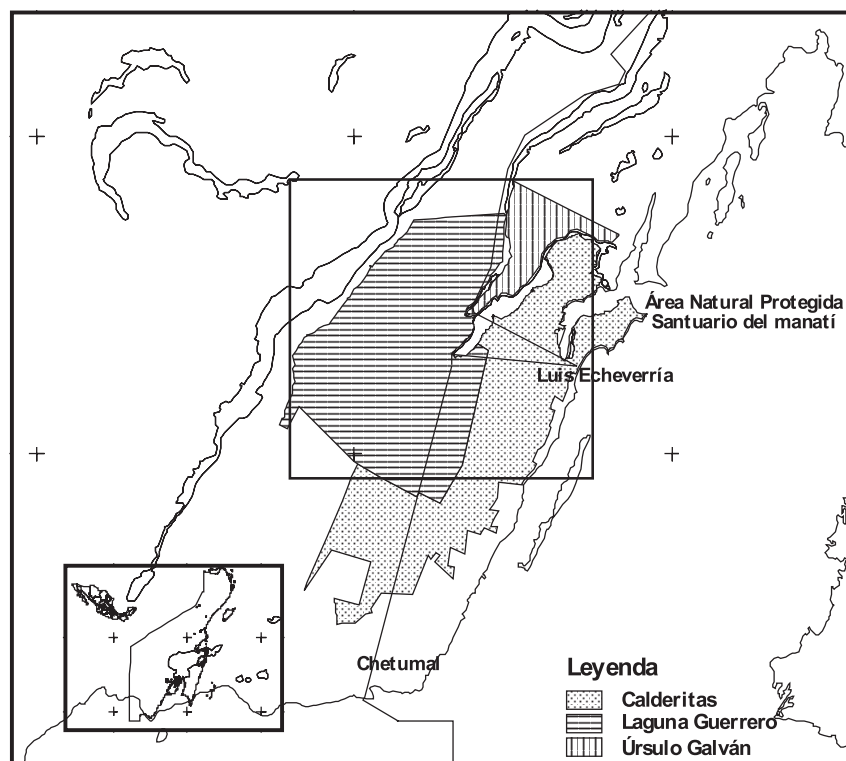 Área Natural Protegida
Santuario del manatí
Luis Echeverría
Chetumal
Leyenda
Calderitas
Laguna Guerrero
Úrsulo Galván